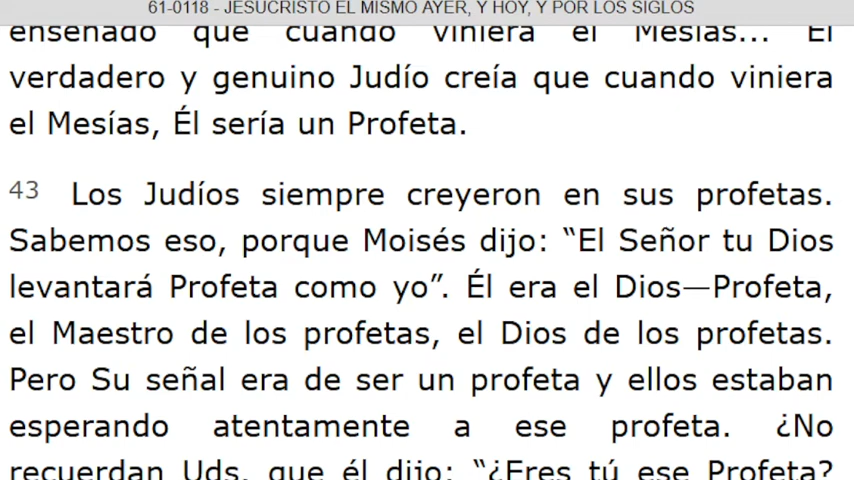 61-0118 - JESUCRISTO EL MISMO AYER, Y HOY, Y POR LOS SIGLOS
enseñado que cuando viniera el Mesías... El
verdadero y genuino Judío creía que cuando viniera
el Mesías, Él sería un Profeta.
43 Los Judíos siempre creyeron en sus profetas.
Sabemos eso, porque Moisés dijo: “El Señor tu Dios
levantará Profeta como yo”. Él era el Dios—Profeta,
el Maestro de los profetas, el Dios de los profetas.
Pero Su señal era de ser un profeta y ellos estaban
esperando atentamente a ese profeta. ¿No
recuerdan Uds. que él dijo: “¿Eres tú ese Profeta?